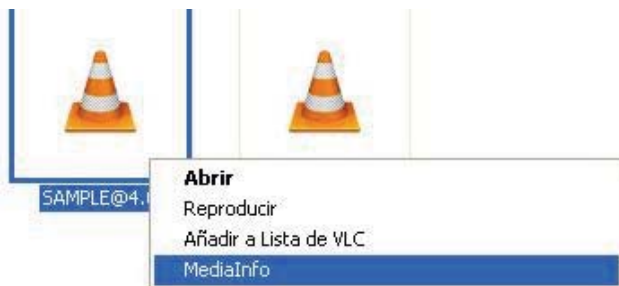 SAMPLE@4.
Abrir
Reproducir
Añadir a Lista de VLC
MediaInfo